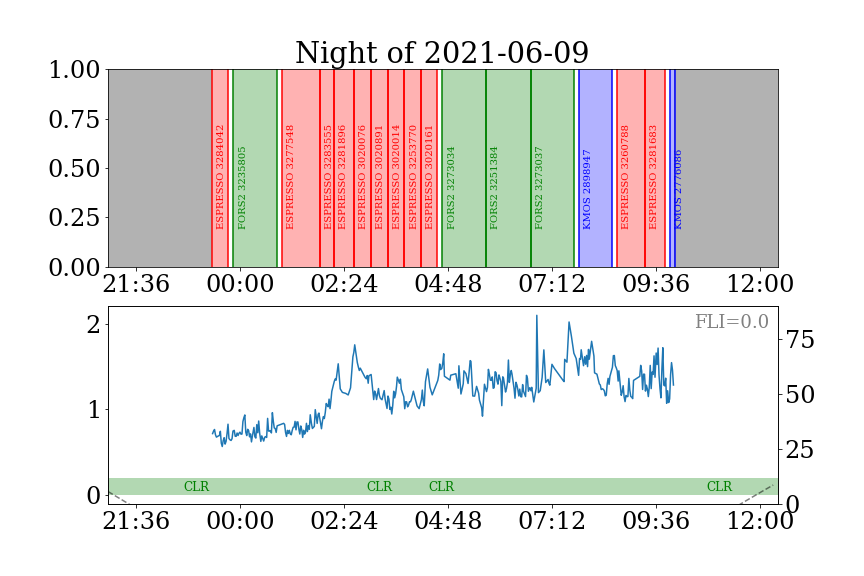 Night of 2021-06-09
1.00
0.75
0.50
0.25
0.00
ESPRESSO 3284042
FORS2 3235805
ESPRESSO 3277548
ESPRESSO 3283555
ESPRESSO 3281896
ESPRESSO 3020076
ESPRESSO 3020891
ESPRESSO 3020014
ESPRESSO 3253770
ESPRESSO 3020161
FORS2 3273034
FORS2 3251384
FORS2 3273037
KMOS 2898947
ESPRESSO 3260788
ESPRESSO 3281683
KMOS 2776086
21:36 00:00 02:24 04:48 07:12 09:36 12:00
FLI=0.0
2
1
0
75
50
25
0
CLR CLR CLR CLR
21:36 00:00 02:24 04:48 07:12 09:36 12:00